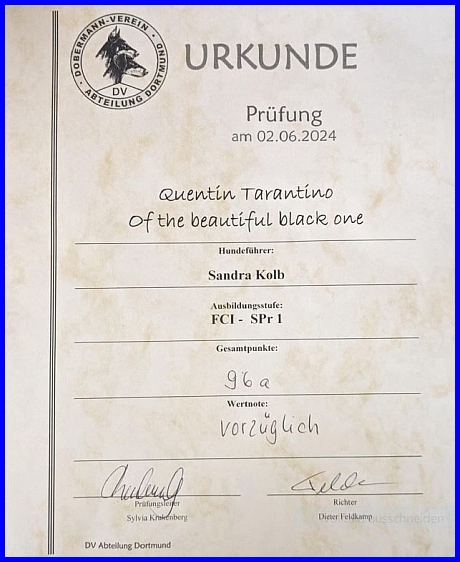 DOBERMANN-VEREIN • DORTMUND
DV
ABTEILUNG DORTMUND
URKUNDE
Prüfung
am 02.06.2024
Quentin Tarantino
Of the beautiful black one
Hundeführer:
Sandra Kolb
Ausbildungsstufe:
FCI - SPr 1
Gesamtpunkte:
96 a
Wertnote:
vorzüglich
Prüfungsleiter
Richter
Sylvia Krakenberg
Dieter Feldkamp
ausschneiden
DV Abteilung Dortmund